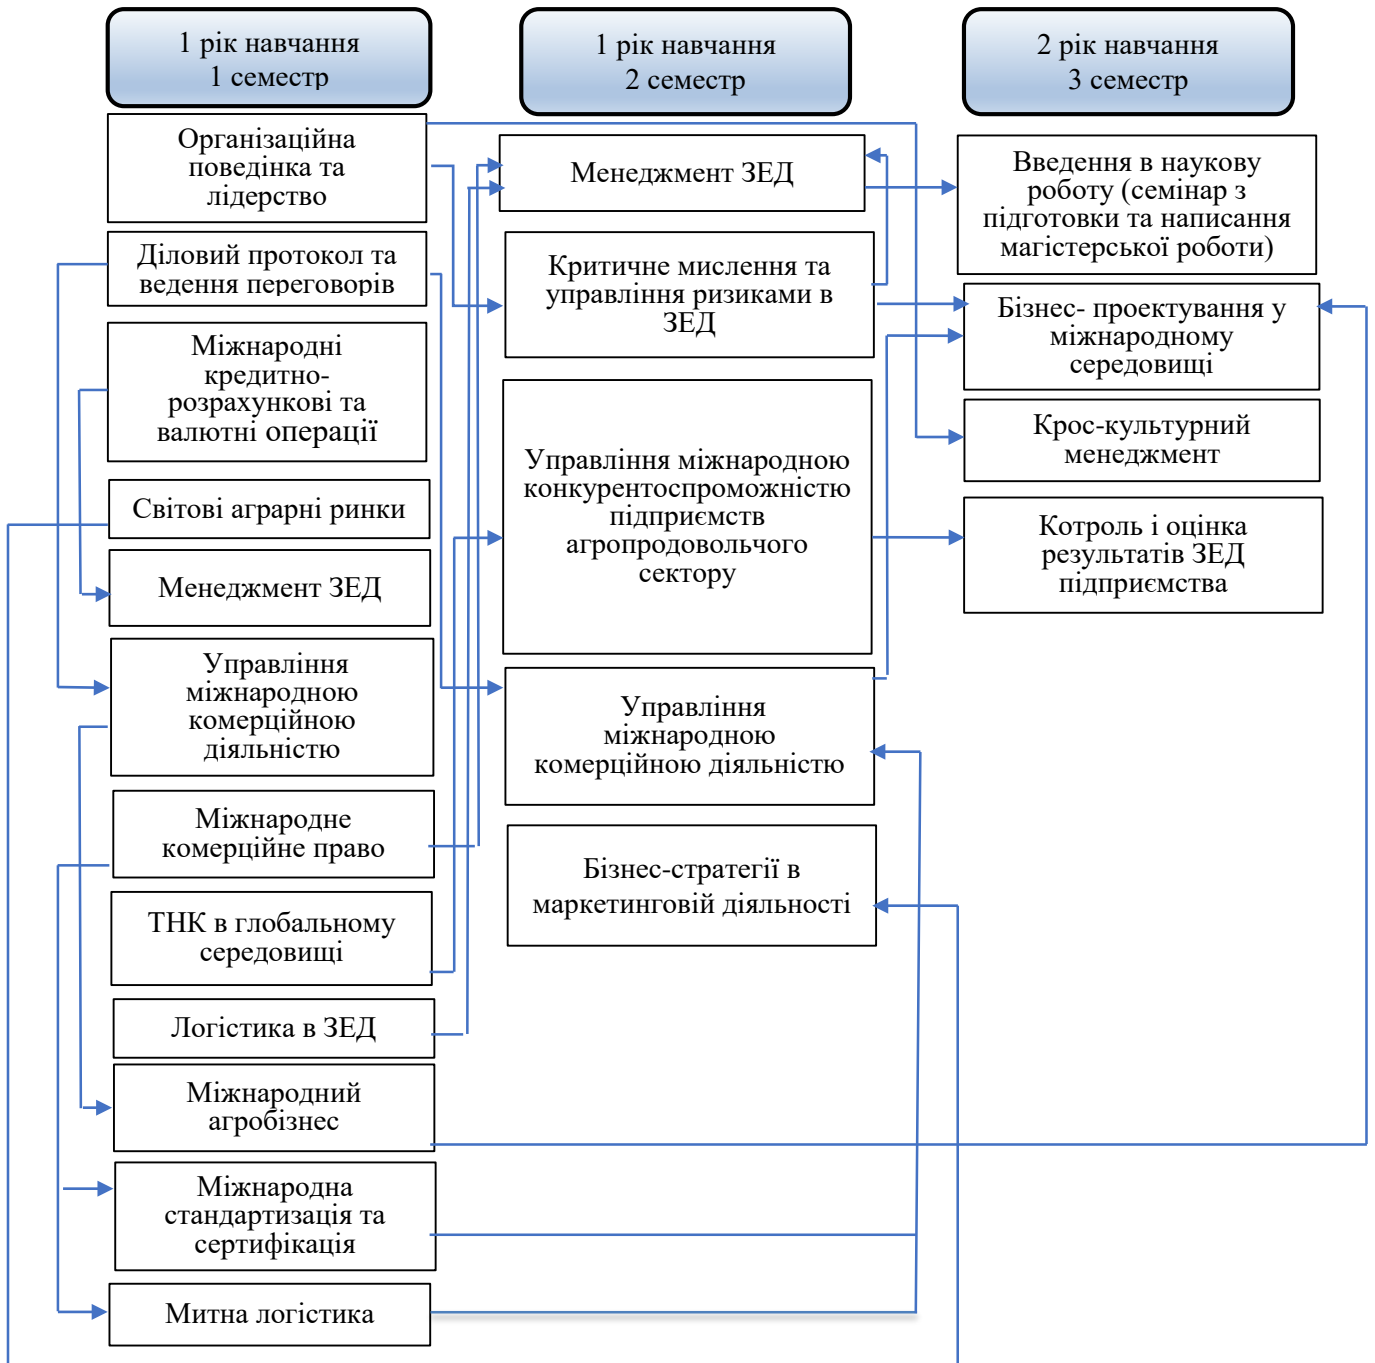 1 рік навчання
1 семестр
1 рік навчання
2 семестр
2 рік навчання
3 семестр
Організаційна
поведінка та
лідерство
Діловий протокол та
ведення переговорів
Міжнародні
кредитно-
розрахункові та
валютні операції
Світові аграрні ринки
Менеджмент ЗЕД
Управління
міжнародною
комерційною
діяльністю
Міжнародне
комерційне право
ТНК в глобальному
середовищі
Логістика в ЗЕД
Міжнародний
агробізнес
Міжнародна
стандартизація та
сертифікація
Митна логістика
Менеджмент ЗЕД
Критичне мислення та
управління ризиками в
ЗЕД
Управління міжнародною
конкурентоспроможністю
підприємств
агропродовольчого
сектору
Управління
міжнародною
комерційною діяльністю
Бізнес-стратегії в
маркетинговій діяльності
Введення в наукову
роботу (семінар з
підготовки та написання
магістерської роботи)
Бізнес- проектування у
міжнародному
середовищі
Крос-культурний
менеджмент
Котроль і оцінка
результатів ЗЕД
підприємства